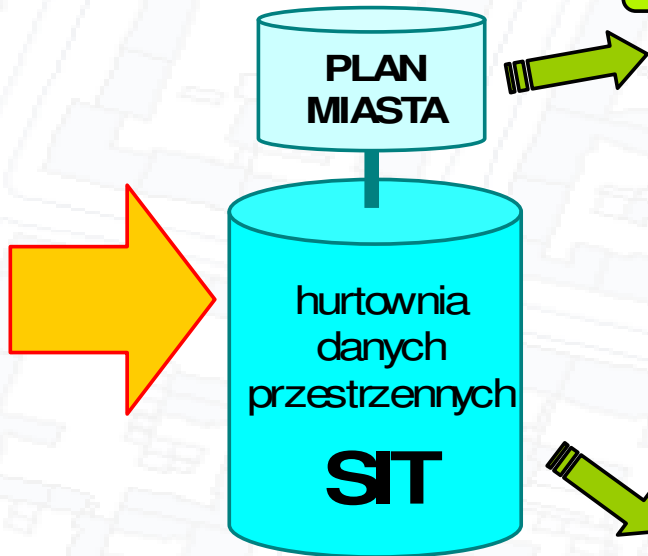 PLAN
MIASTA
hurtownia
danych
przestrzennych
SIT